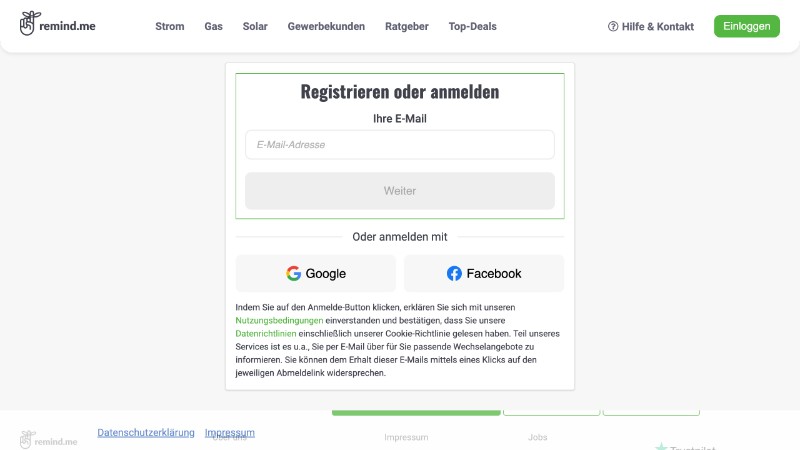 remind.me
Strom
Gas
Solar
Gewerbekunden
Ratgeber
Top-Deals
Hilfe & Kontakt
Einloggen
Registrieren oder anmelden
Ihre E-Mail
E-Mail-Adresse
Weiter
Oder anmelden mit
Google
Facebook
Indem Sie auf den Anmelde-Button klicken, erklären Sie sich mit unseren
Nutzungsbedingungen einverstanden und bestätigen, dass Sie unsere
Datenrichtlinien einschließlich unserer Cookie-Richtlinie gelesen haben. Teil unseres
Services ist es u.a., Sie per E-Mail über für Sie passende Wechselangebote zu
informieren. Sie können dem Erhalt dieser E-Mails mittels eines Klicks auf den
jeweiligen Abmeldelink widersprechen.
Datenschutzerklärung
Impressum
remind.me
Über uns
Impressum
Jobs
Trustpilot